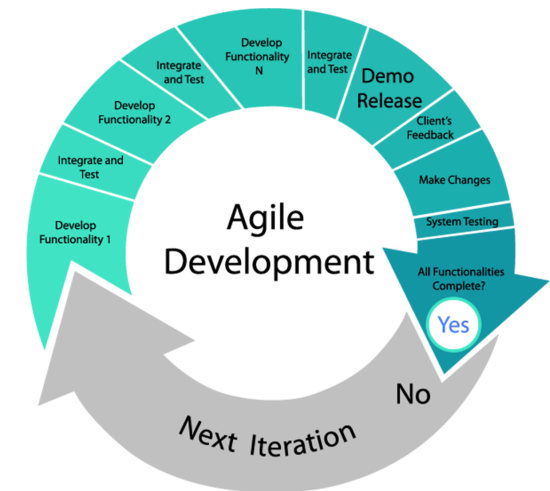 Develop
Functionality 1
Integrate and
Test
Develop
Functionality 2
Integrate
and Test
Develop
Functionality
N
Integrate
and Test
Demo
Release
Client's
Feedback
Make Changes
System Testing
All Functionalities
Complete?
Yes
No
Next Iteration
Agile
Development